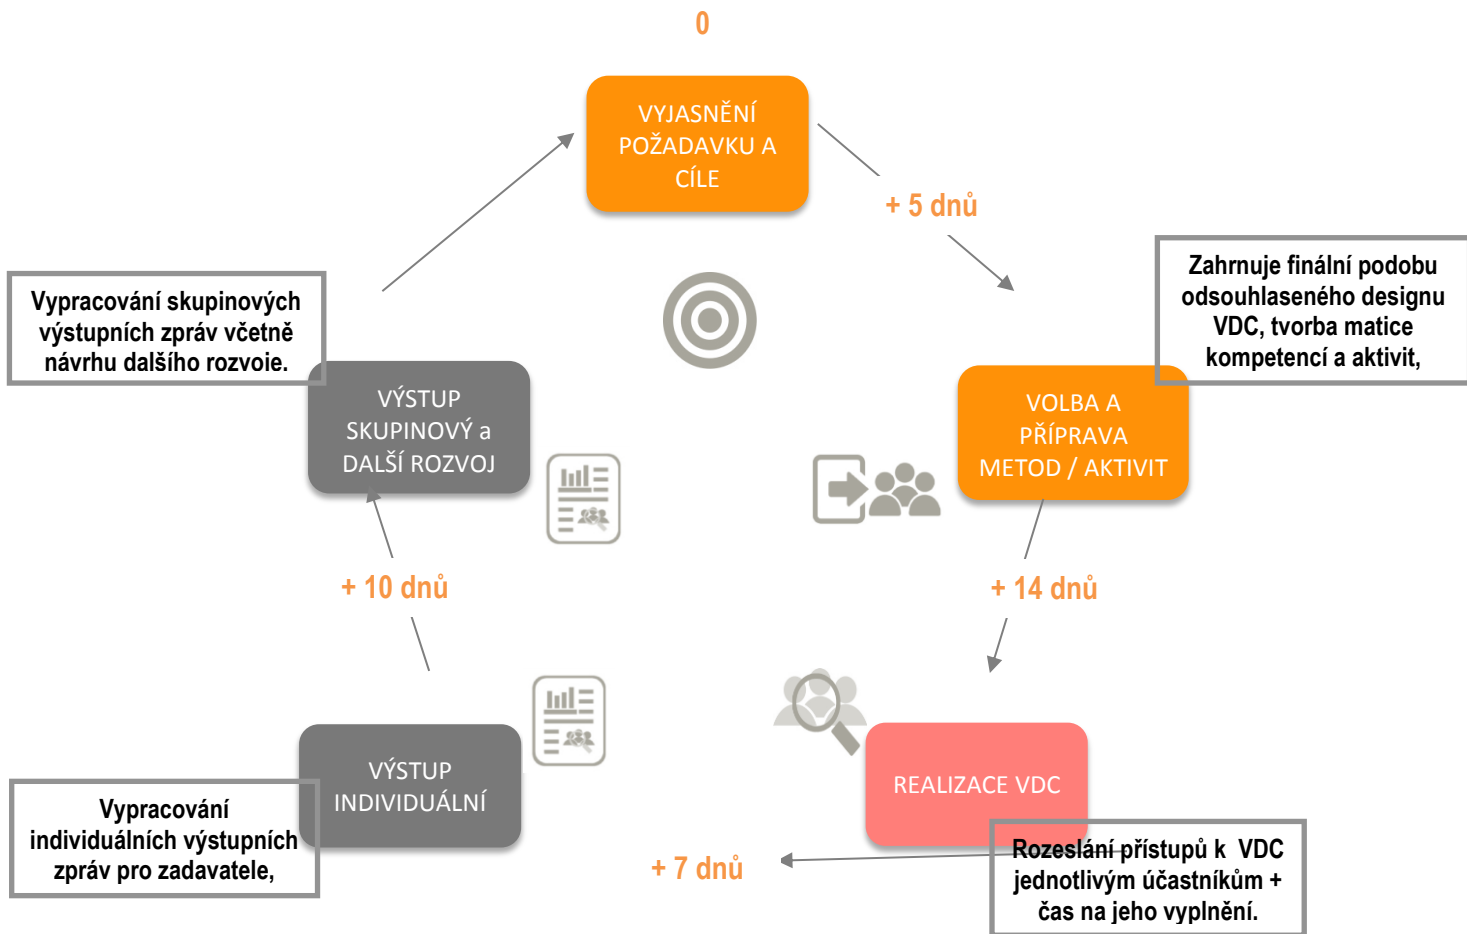 0
VYJASNĚNÍ
POŽADAVKU A
CÍLE
+ 5 dnů
Zahrnuje finální podobu
odsouhlaseného designu
VDC, tvorba matice
kompetencí a aktivit,
VOLBA A
PŘÍPRAVA
METOD / AKTIVIT
+ 14 dnů
REALIZACE VDC
Rozeslání přístupů k VDC
jednotlivým účastníkům +
čas na jeho vyplnění.
+ 7 dnů
VÝSTUP
INDIVIDUÁLNÍ
Vypracování
individuálních výstupních
zpráv pro zadavatele,
+ 10 dnů
VÝSTUP
SKUPINOVÝ a
DALŠÍ ROZVOJ
Vypracování skupinových
výstupních zpráv včetně
návrhu dalšího rozvoje.